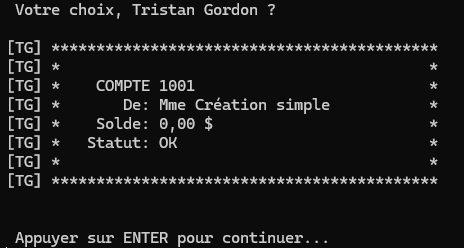 Votre choix, Tristan Gordon ?
[TG] *******************************************
[TG] *                                         *
[TG] *    COMPTE 1001                          *
[TG] *       De: Mme Création simple           *
[TG] *    Solde: 0,00 $                        *
[TG] *   Statut: OK                            *
[TG] *                                         *
[TG] *******************************************
Appuyer sur ENTER pour continuer...